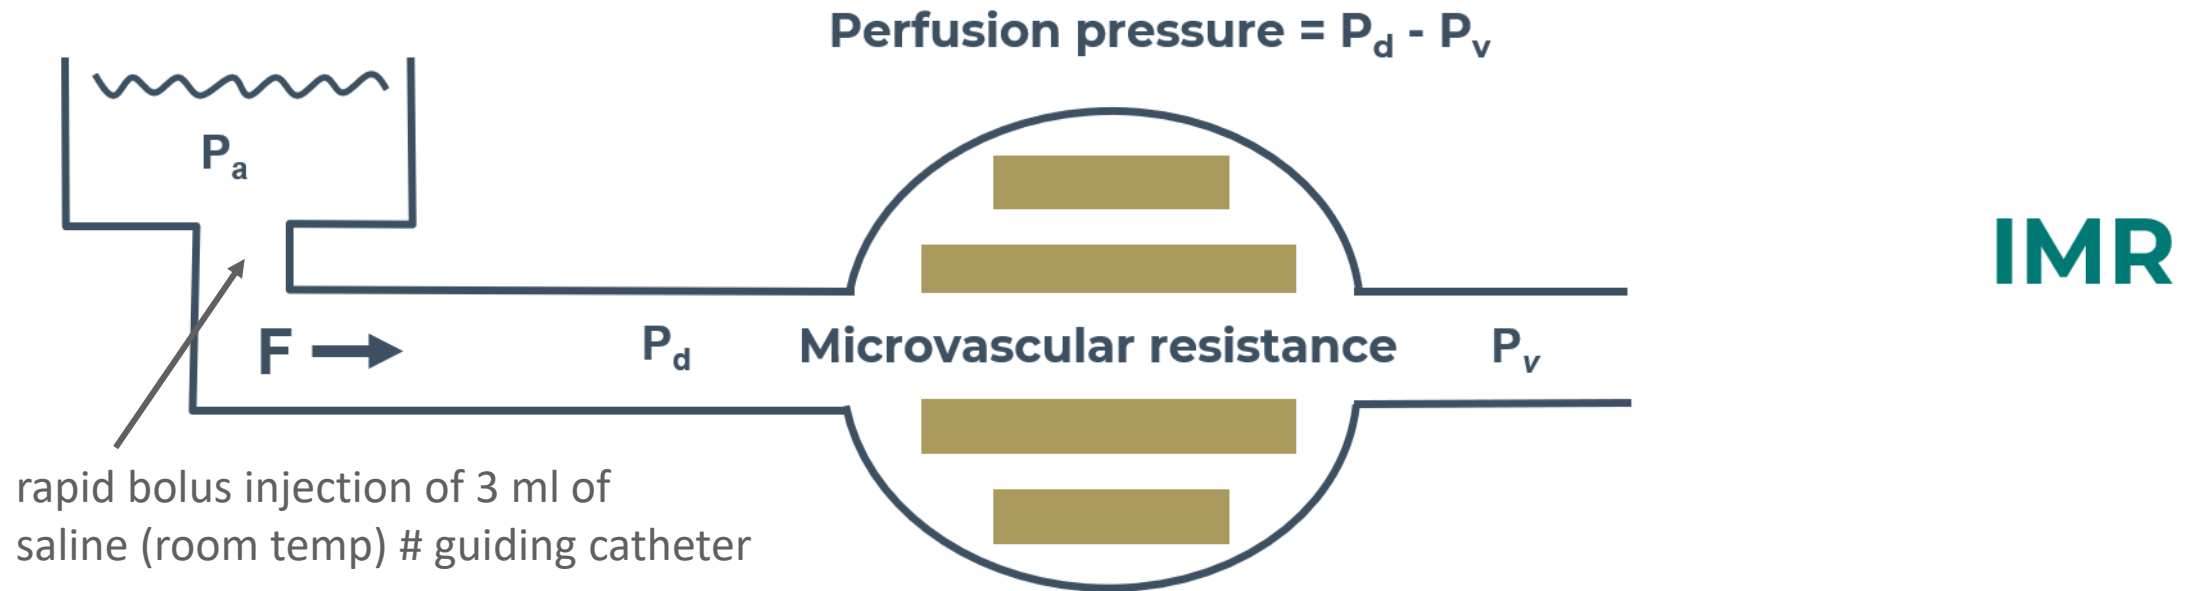 Perfusion pressure = Pd - Pv
Pa
IMR
F
Pd
Microvascular resistance
Pv
rapid bolus injection of 3 ml of
saline (room temp) # guiding catheter